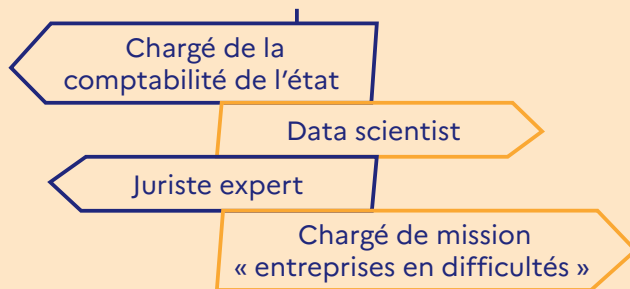 Chargé de la
comptabilité de l'état
Data scientist
Juriste expert
Chargé de mission
« entreprises en difficultés »